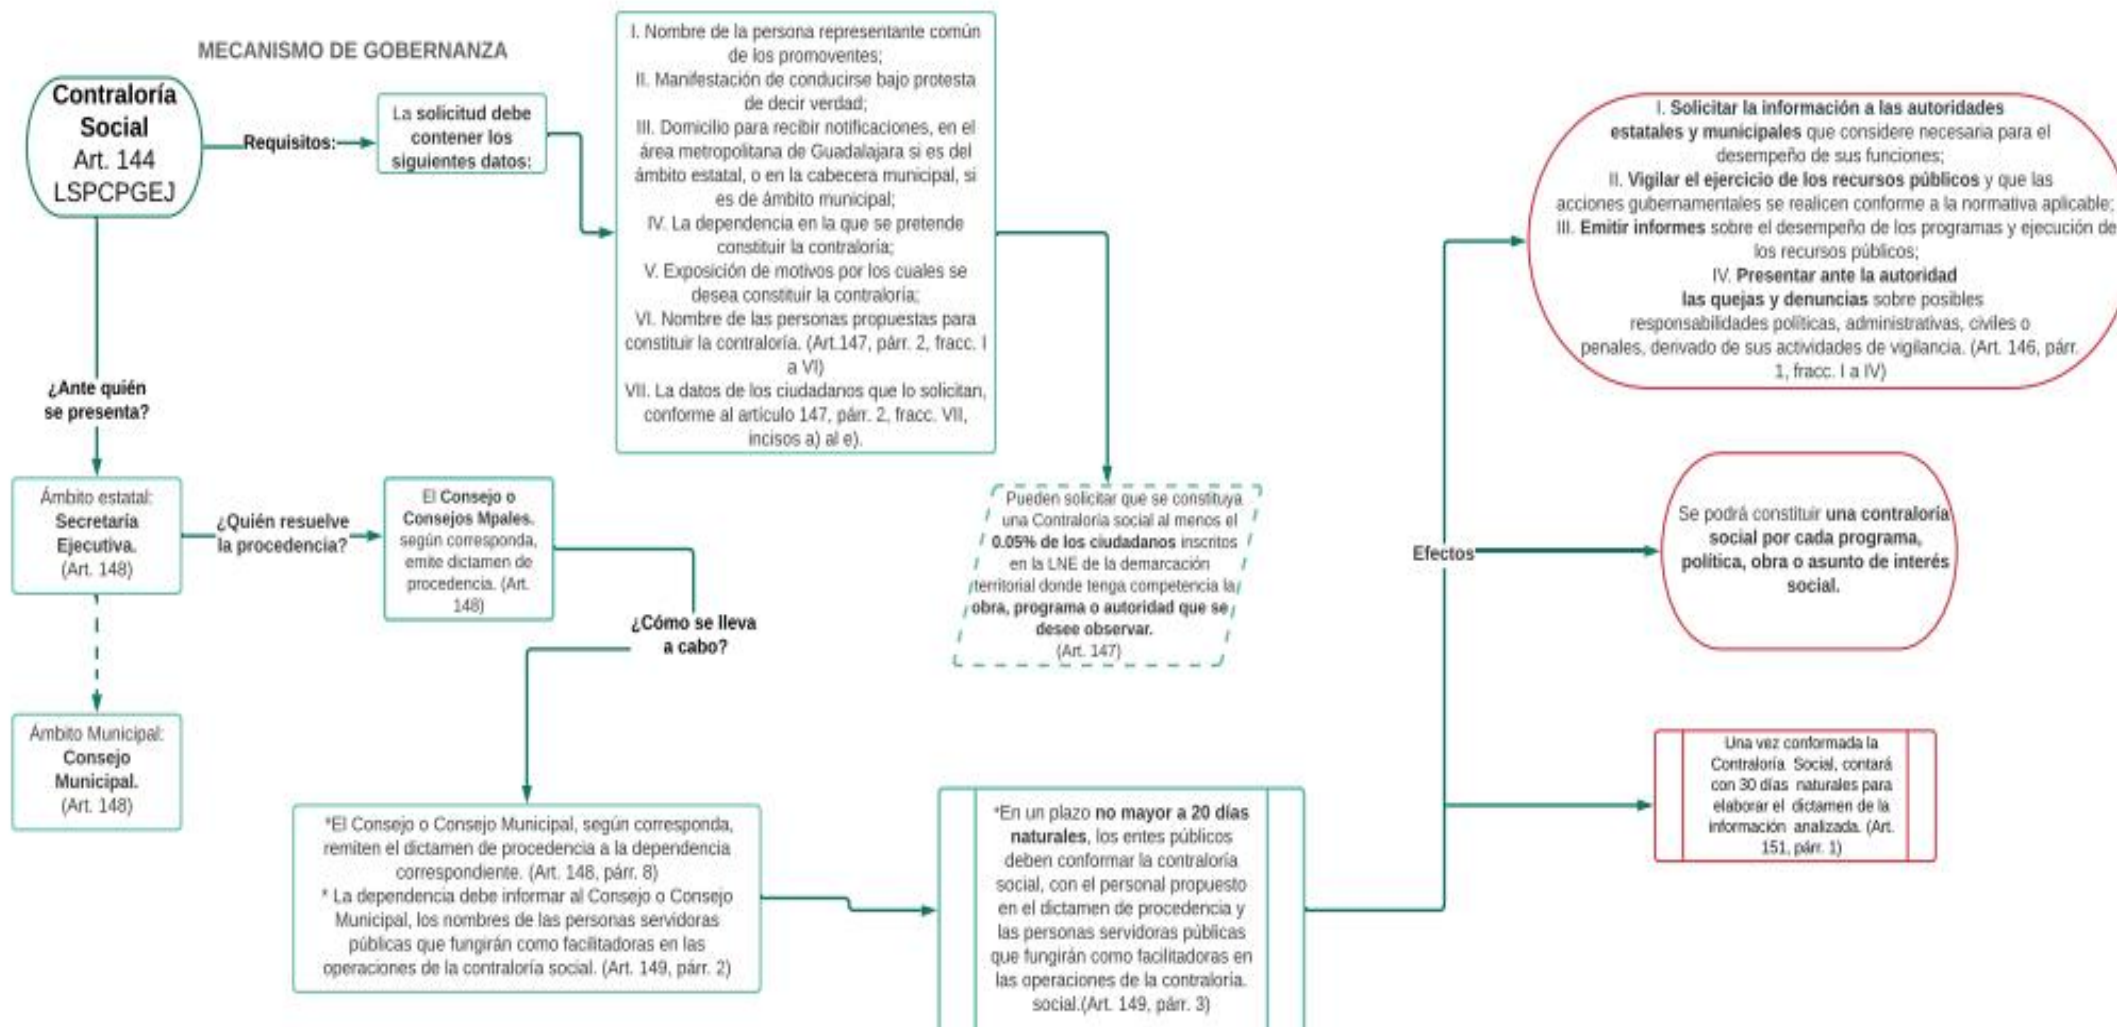 MECANISMO DE GOBERNANZA
Contraloría
Social
Art. 144
LSPCPGEJ
Requisitos:
La solicitud debe
contener los
siguientes datos:
I. Nombre de la persona representante común
de los promoventes;
II. Manifestación de conducirse bajo protesta
de decir verdad;
III. Domicilio para recibir notificaciones, en el
área metropolitana de Guadalajara si es del
ámbito estatal, o en la cabecera municipal, si
es de ámbito municipal;
IV. La dependencia en la que se pretende
constituir la contraloría;
V. Exposición de motivos por los cuales se
desea constituir la contraloría;
VI. Nombre de las personas propuestas para
constituir la contraloría. (Art.147, párr. 2, fracc. I
a VI)
VII. La datos de los ciudadanos que lo solicitan,
conforme al artículo 147, párr. 2, fracc. VII,
incisos a) al e).
Pueden solicitar que se constituya
una Contraloría social al menos el
0.05% de los ciudadanos inscritos
en la LNE de la demarcación
territorial donde tenga competencia la
obra, programa o autoridad que se
desee observar.
(Art. 147)
¿Ante quién
se presenta?
Ámbito estatal:
Secretaría
Ejecutiva.
(Art. 148)
Ámbito Municipal:
Consejo
Municipal.
(Art. 148)
¿Quién resuelve
la procedencia?
El Consejo o
Consejos Mpales.
según corresponda,
emite dictamen de
procedencia. (Art.
148)
¿Cómo se lleva
a cabo?
*El Consejo o Consejo Municipal, según corresponda,
remiten el dictamen de procedencia a la dependencia
correspondiente. (Art. 148, párr. 8)
* La dependencia debe informar al Consejo o Consejo
Municipal, los nombres de las personas servidoras
públicas que fungirán como facilitadoras en las
operaciones de la contraloría social. (Art. 149, párr. 2)
*En un plazo no mayor a 20 días
naturales, los entes públicos
deben conformar la contraloría
social, con el personal propuesto
en el dictamen de procedencia y
las personas servidoras públicas
que fungirán como facilitadoras en
las operaciones de la contraloría.
social.(Art. 149, párr. 3)
Efectos
I. Solicitar la información a las autoridades
estatales y municipales que considere necesaria para el
desempeño de sus funciones;
II. Vigilar el ejercicio de los recursos públicos y que las
acciones gubernamentales se realicen conforme a la normativa aplicable;
III. Emitir informes sobre el desempeño de los programas y ejecución de
los recursos públicos;
IV. Presentar ante la autoridad
las quejas y denuncias sobre posibles
responsabilidades políticas, administrativas, civiles o
penales, derivado de sus actividades de vigilancia. (Art. 146, párr.
1, fracc. I a IV)
Se podrá constituir una contraloría
social por cada programa,
política, obra o asunto de interés
social.
Una vez conformada la
Contraloría Social, contará
con 30 días naturales para
elaborar el dictamen de la
información analizada. (Art.
151, párr. 1)